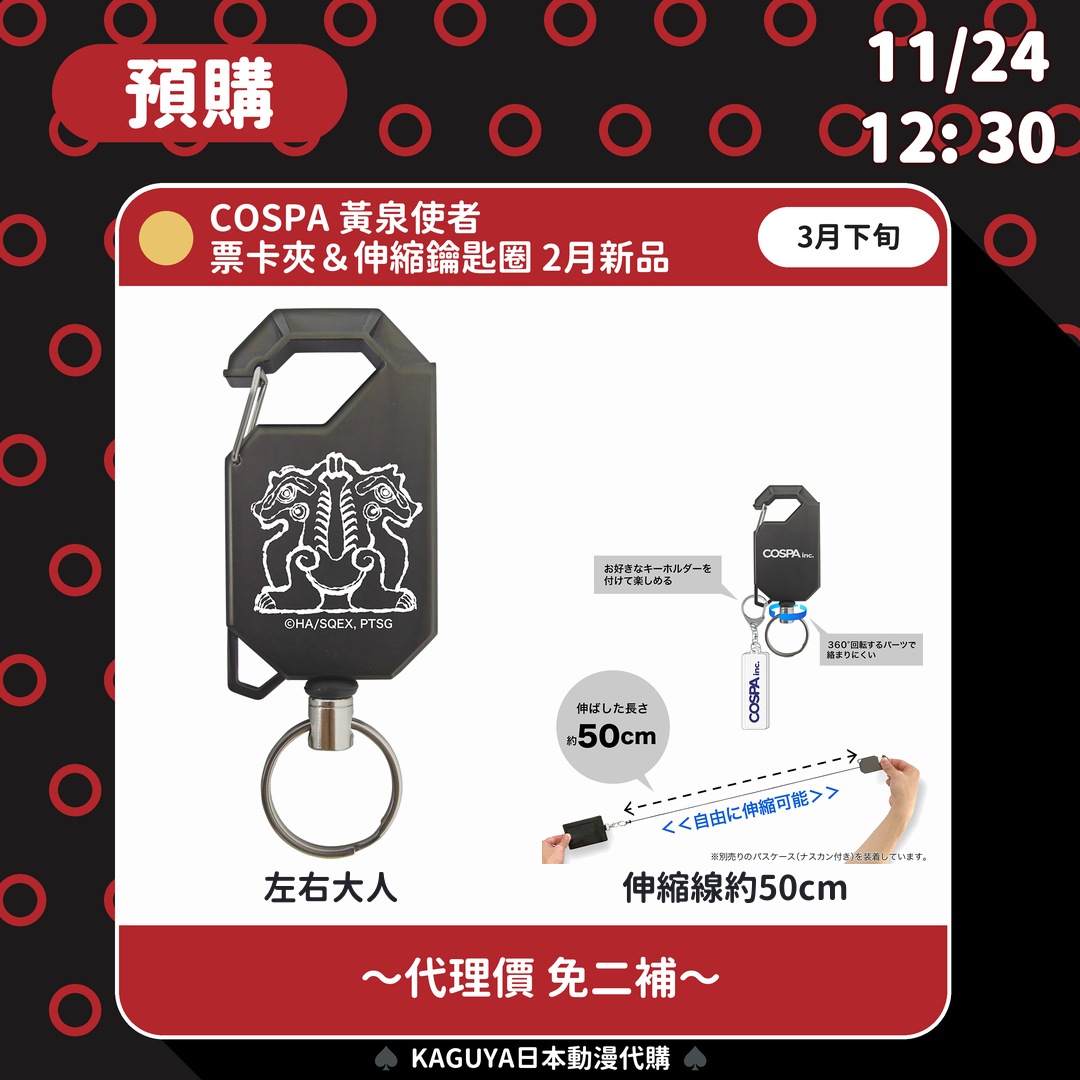 預購
11/24
12:30
COSPA 黃泉使者
票卡夾&伸縮鑰匙圈 2月新品
3月下旬
©HA/SQEX, PTSG
COSPA inc.
お好きなキーホルダーを
付けて楽しめる
360°回転するパーツで
絡まりにくい
COSPA inc.
伸ばした長さ
約50cm
<<自由に伸縮可能>>
※別売りのパスケース(ナスカン付き)を装着しています。
左右大人
伸縮線約50cm
～代理價 免二補～
♠ KAGUYA日本動漫代購 ♠